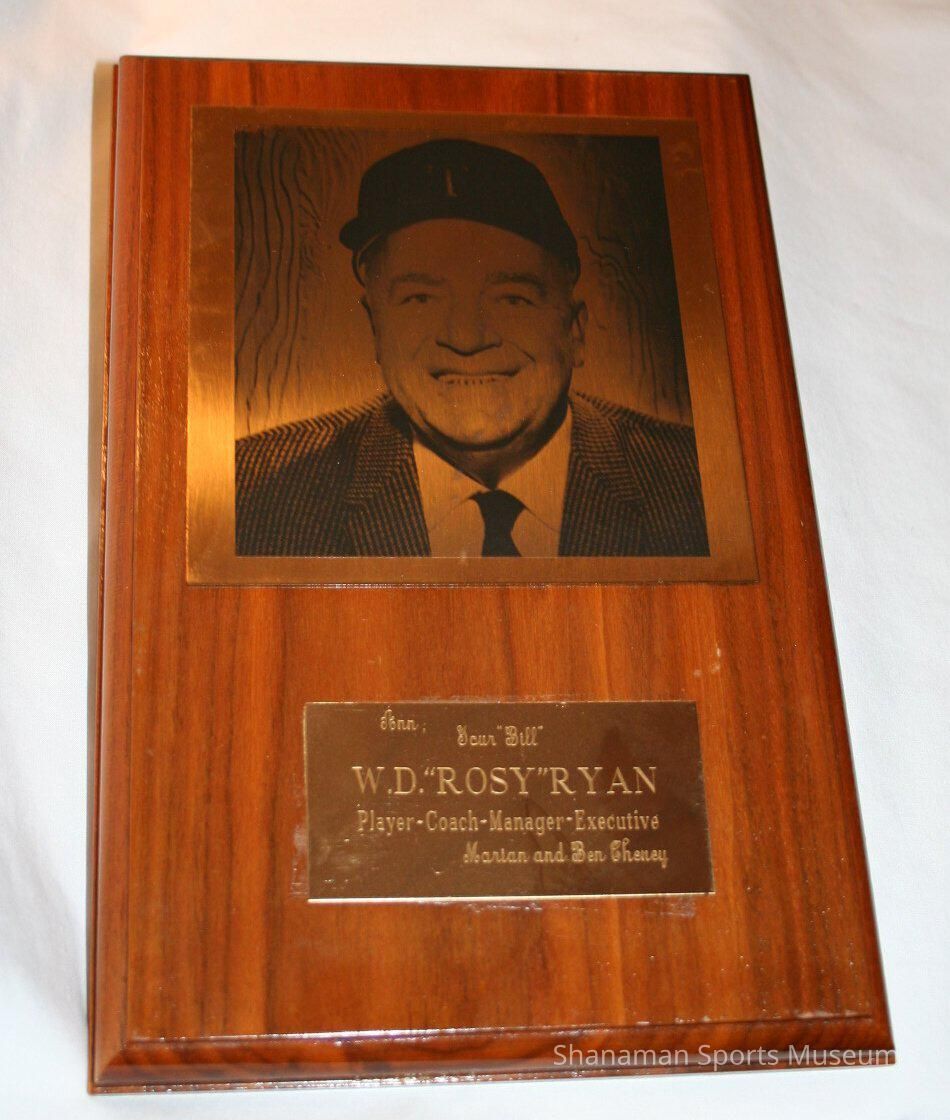 T
Ann,
Your "Bill"
W.D."ROSY"RYAN
Player-Coach-Manager-Executive
Marian and Ben Cheney
Shanaman Sports Museum